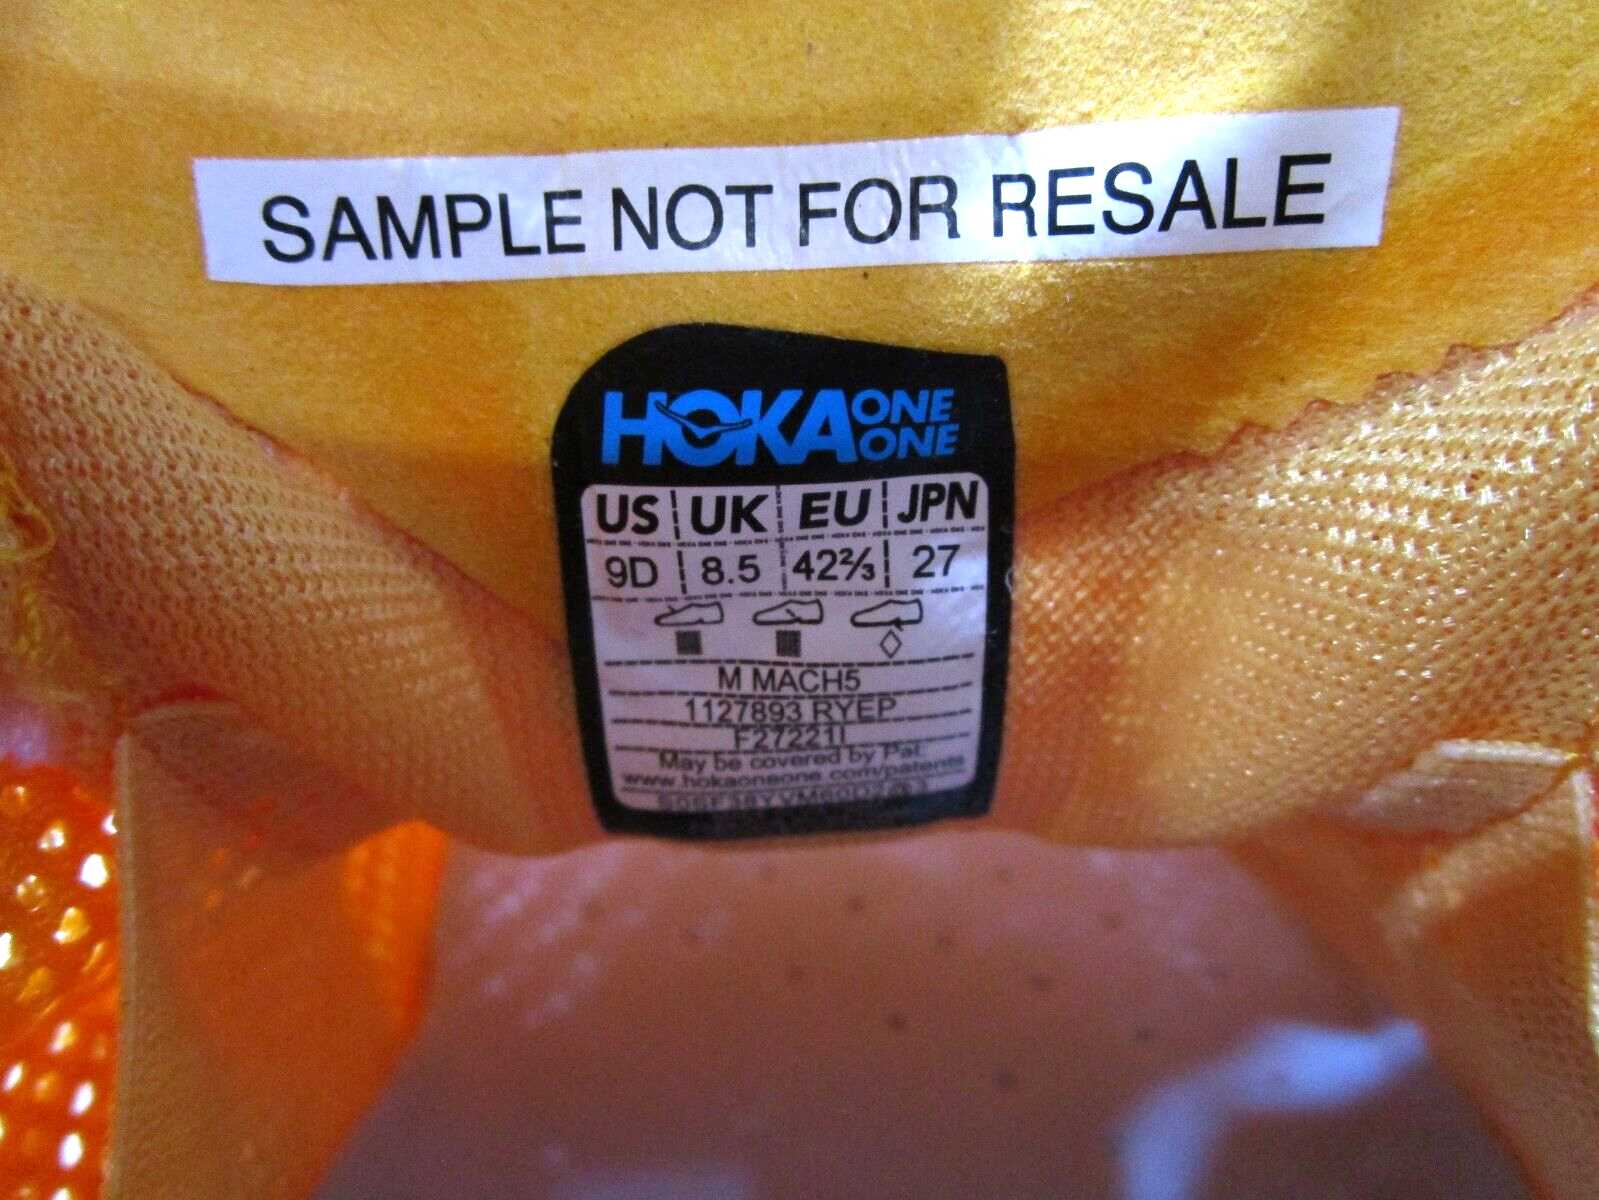 SAMPLE NOT FOR RESALE
HOKA ONE ONE
US UK EU JPN
9D 8.5 42⅔ 27
M MACH5
1127893 RYEP
F27221I
May be covered by Pat.
www.hokaoneone.com/patents